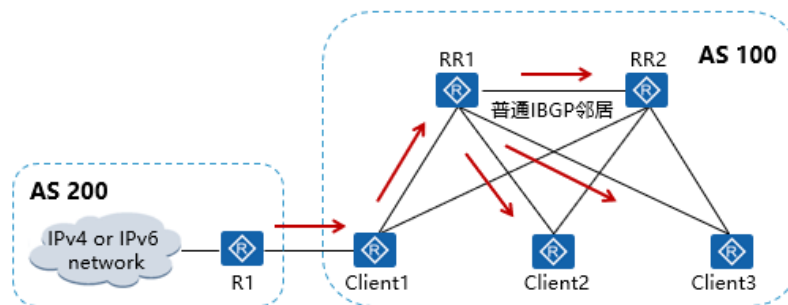 RR1
RR2
AS 100
普通IBGP邻居
AS 200
IPv4 or IPv6
network
R1
Client1
Client2
Client3
R
R
R
R
R
R